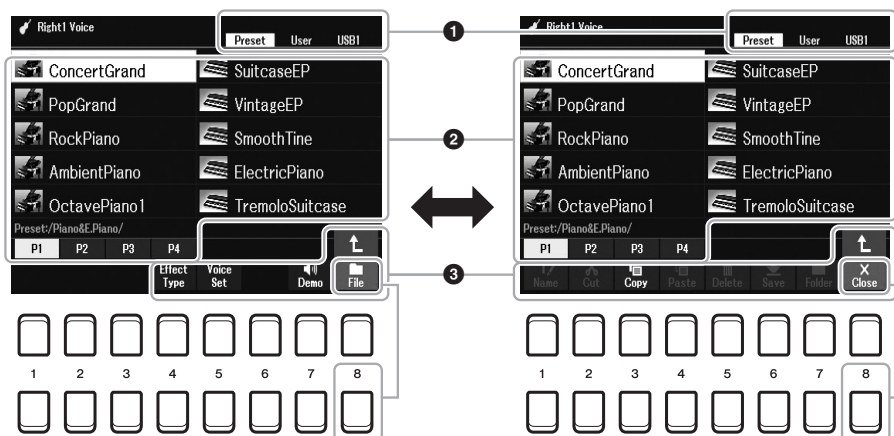 Right1 Voice
Preset User USB1
ConcertGrand SuitcaseEP
PopGrand VintageEP
RockPiano SmoothTine
AmbientPiano ElectricPiano
OctavePiano1 TremoloSuitcase
Preset:/Piano&E.Piano/
P1 P2 P3 P4
Effect Type Voice Set Demo File
1 2 3 4 5 6 7 8
1
2
3
Right1 Voice
Preset User USB1
ConcertGrand SuitcaseEP
PopGrand VintageEP
RockPiano SmoothTine
AmbientPiano ElectricPiano
OctavePiano1 TremoloSuitcase
Preset:/Piano&E.Piano/
P1 P2 P3 P4
Name Cut Copy Paste Delete Save Folder Close
1 2 3 4 5 6 7 8